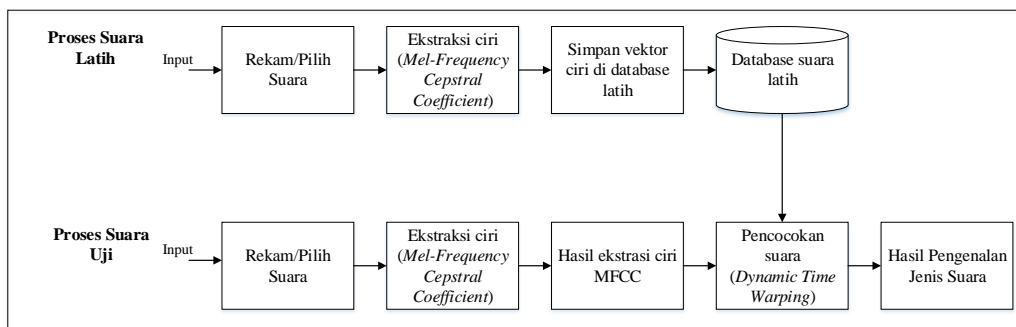 Proses Suara
Latih
Input
Rekam/Pilih
Suara
Ekstraksi ciri
(Mel-Frequency
Cepstral
Coefficient)
Simpan vektor
ciri di database
latih
Database suara
latih
Proses Suara
Uji
Input
Rekam/Pilih
Suara
Ekstraksi ciri
(Mel-Frequency
Cepstral
Coefficient)
Hasil ekstrasi ciri
MFCC
Pencocokan
suara
(Dynamic Time
Warping)
Hasil Pengenalan
Jenis Suara